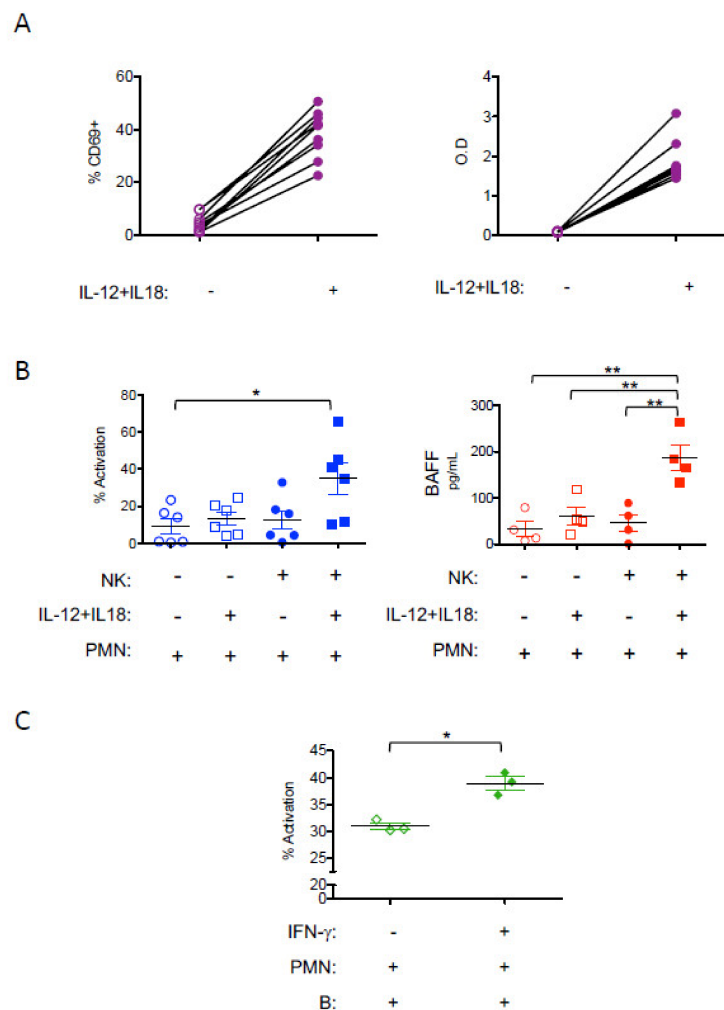 A
60
40
20
0
% CD69+
IL-12+IL18: - +
4
3
2
1
0
O.D
IL-12+IL18: - +
B
*
80
60
40
20
0
% Activation
NK: - - + +
IL-12+IL18: - + - +
PMN: + + + +
**
**
**
300
200
100
0
BAFF
pg/mL
NK: - - + +
IL-12+IL18: - + - +
PMN: + + + +
C
*
45
40
35
30
25
20
0
% Activation
IFN-γ: - +
PMN: + +
B: + +